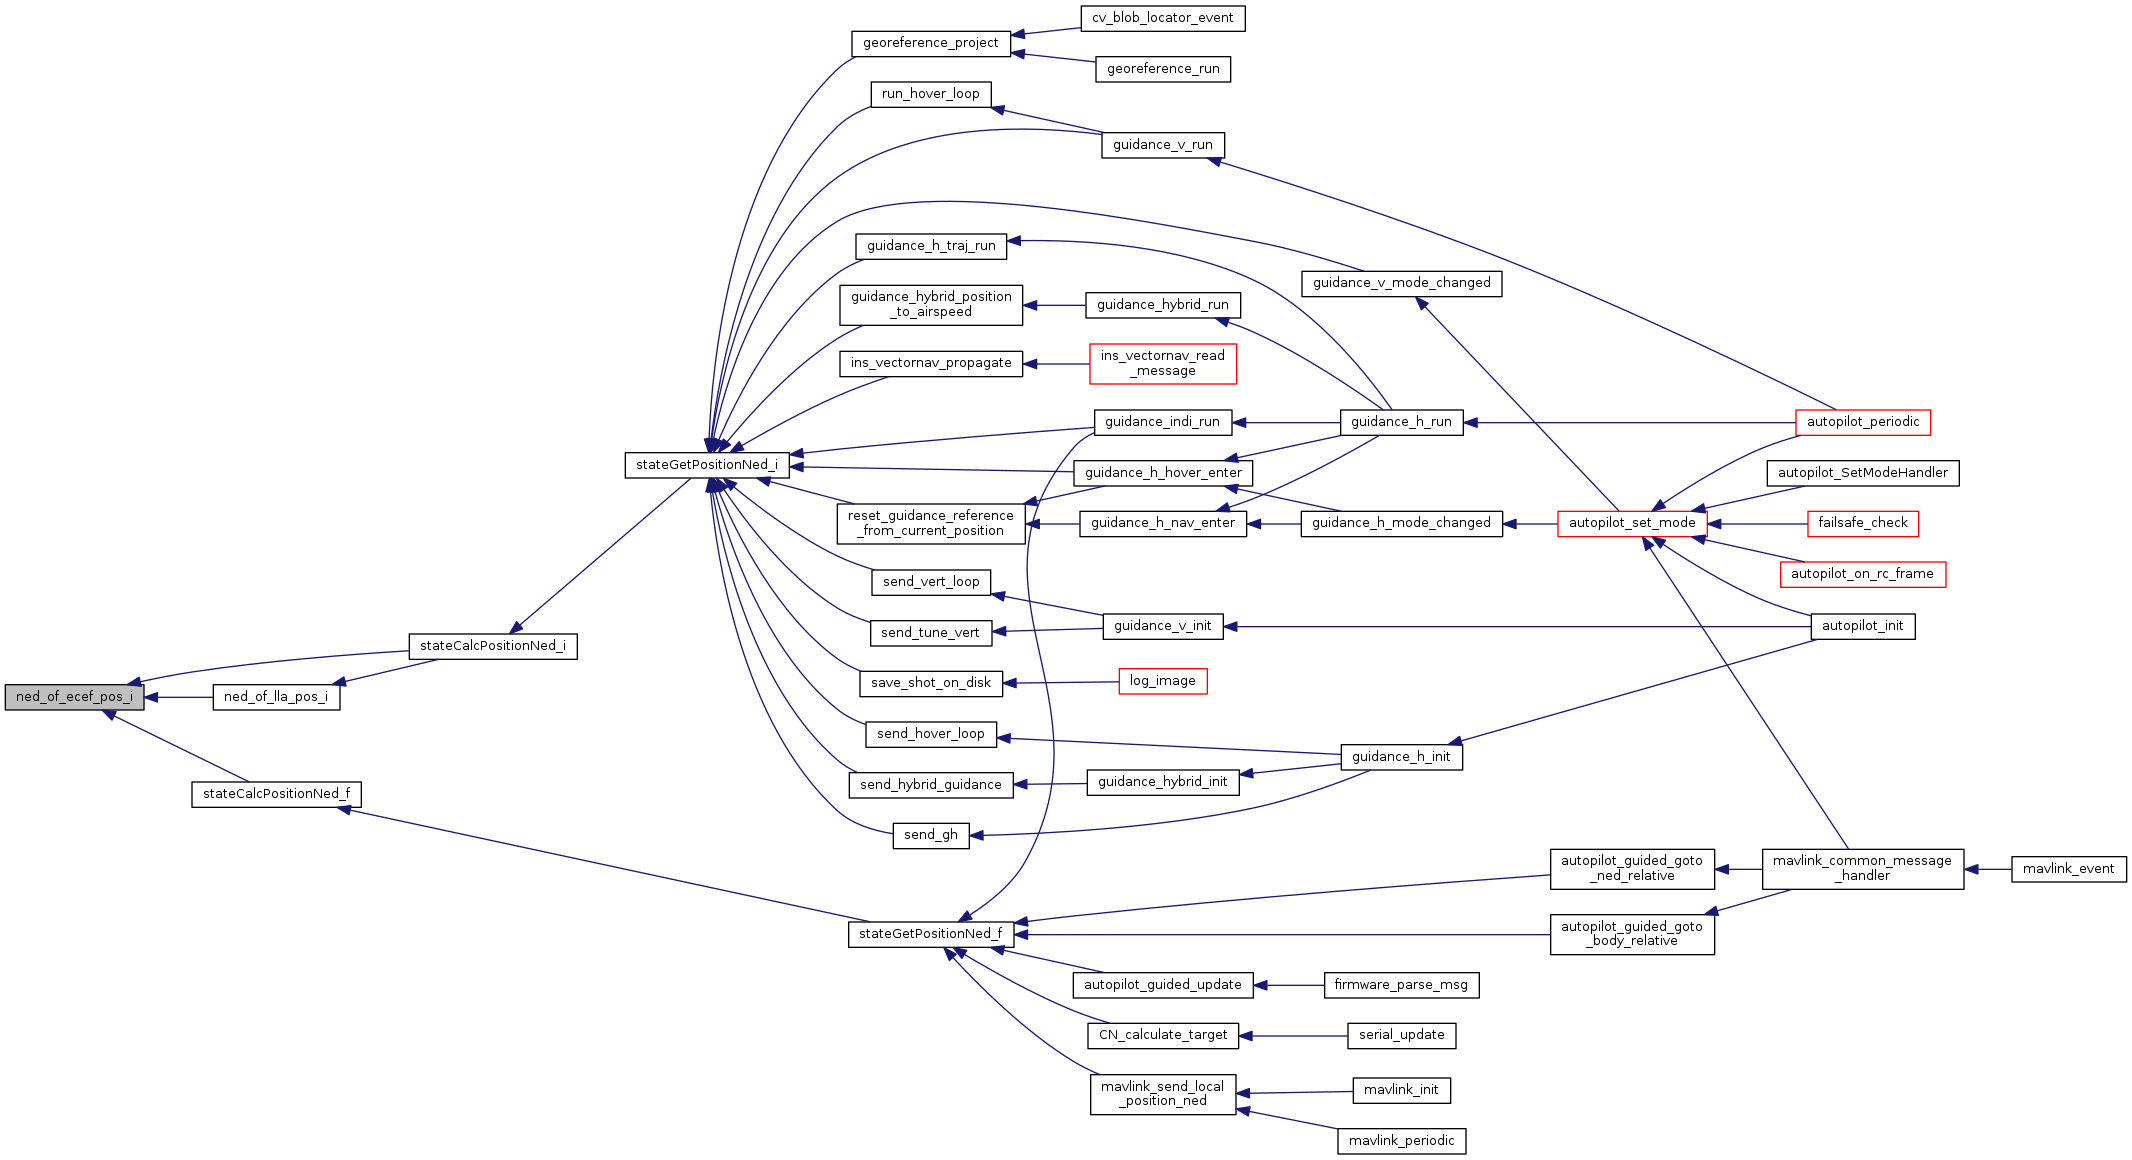 cv_blob_locator_event
georeference_project
georeference_run
run_hover_loop
guidance_v_run
guidance_h_traj_run
guidance_v_mode_changed
guidance_hybrid_position
_to_airspeed
guidance_hybrid_run
ins_vectornav_propagate
ins_vectornav_read
_message
guidance_indi_run
guidance_h_run
autopilot_periodic
stateGetPositionNed_i
guidance_h_hover_enter
autopilot_SetModeHandler
reset_guidance_reference
_from_current_position
guidance_h_nav_enter
guidance_h_mode_changed
autopilot_set_mode
failsafe_check
autopilot_on_rc_frame
send_vert_loop
send_tune_vert
guidance_v_init
autopilot_init
stateCalcPositionNed_i
save_shot_on_disk
log_image
ned_of_ecef_pos_i
ned_of_lla_pos_i
send_hover_loop
guidance_h_init
send_hybrid_guidance
guidance_hybrid_init
stateCalcPositionNed_f
send_gh
autopilot_guided_goto
_ned_relative
mavlink_common_message
_handler
mavlink_event
stateGetPositionNed_f
autopilot_guided_goto
_body_relative
autopilot_guided_update
firmware_parse_msg
CN_calculate_target
serial_update
mavlink_send_local
_position_ned
mavlink_init
mavlink_periodic